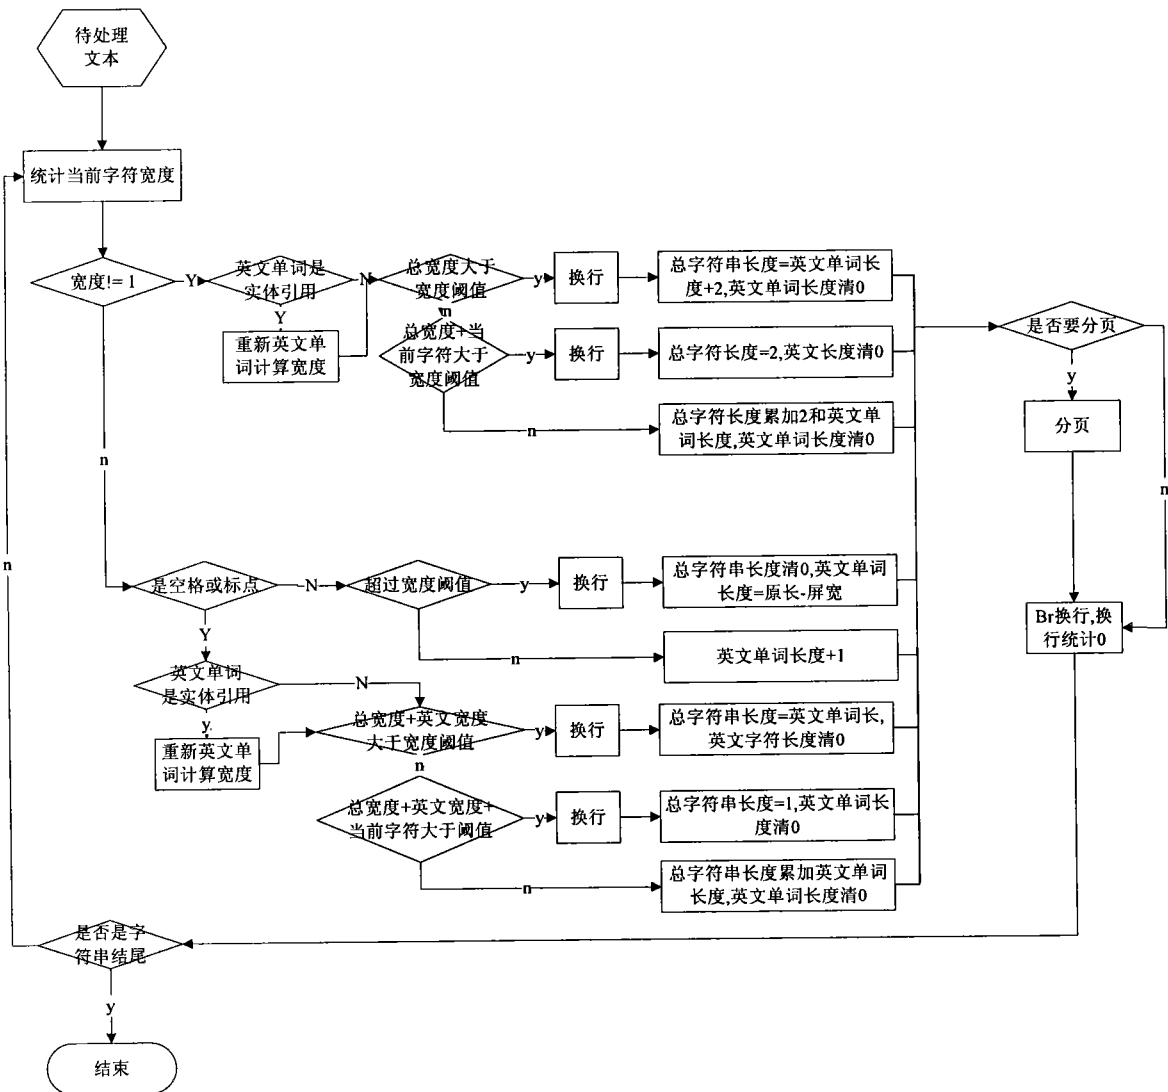 待处理
文本
统计当前字符宽度
宽度!= 1
Y
英文单词是
实体引用
N
总宽度大于
宽度阈值
y
换行
总字符串长度=英文单词长
度+2,英文单词长度清0
Y
重新英文单
词计算宽度
n
总宽度+当
前字符大于
宽度阈值
y
换行
总字符长度=2,英文长度清0
n
总字符长度累加2和英文单
词长度,英文单词长度清0
是否要分页
y
分页
n
Br换行,换
行统计0
n
是空格或标点
N
超过宽度阈值
y
换行
总字符串长度清0,英文单词
长度=原长-屏宽
n
英文单词长度+1
Y
英文单词
是实体引用
N
y
重新英文单
词计算宽度
总宽度+英文宽度
大于宽度阈值
y
换行
总字符串长度=英文单词长,
英文字符长度清0
n
总宽度+英文宽度+
当前字符大于阈值
y
换行
总字符串长度=1,英文单词长
度清0
n
总字符串长度累加英文单词
长度,英文单词长度清0
n
是否是字
符串结尾
y
结束